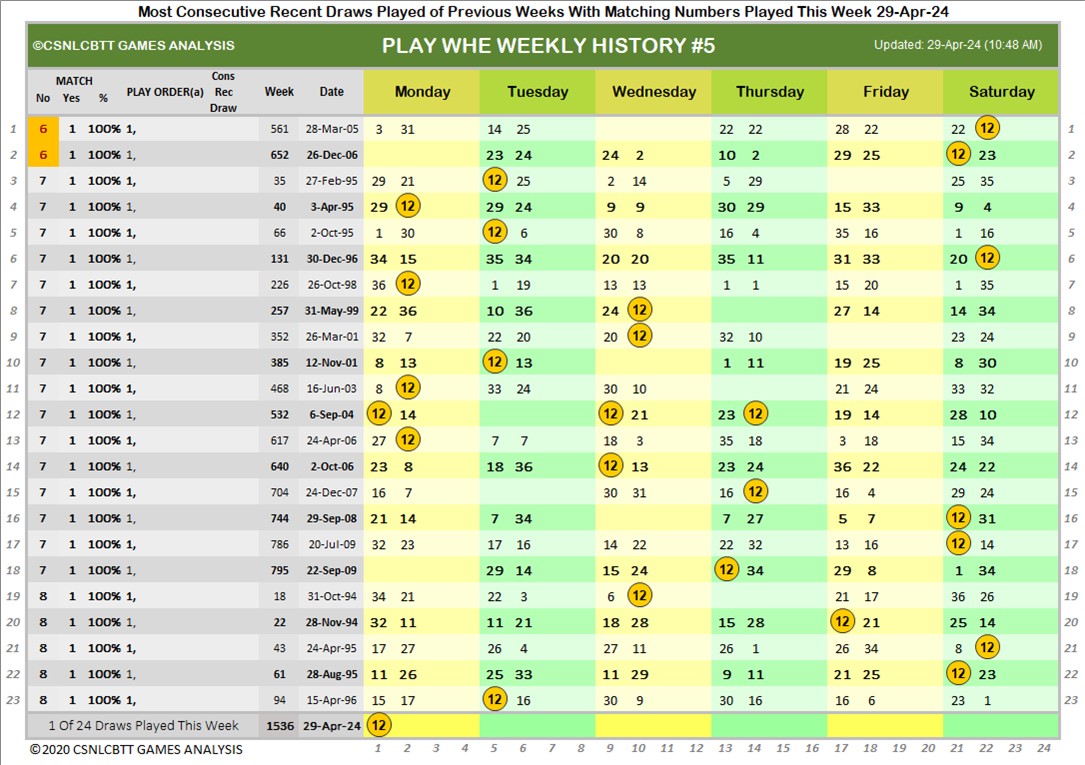 Most Consecutive Recent Draws Played of Previous Weeks With Matching Numbers Played This Week 29-Apr-24
©CSNLCBTT GAMES ANALYSIS PLAY WHE WEEKLY HISTORY #5 Updated: 29-Apr-24 (10:48 AM)
No MATCH Yes % PLAY ORDER(a) Cons Rec Draw Week Date Monday Tuesday Wednesday Thursday Friday Saturday
1 6 1 100% 1, 561 28-Mar-05 3 31 14 25 22 22 28 22 22 12 1
2 6 1 100% 1, 652 26-Dec-06 23 24 24 2 10 2 29 25 12 23 2
3 7 1 100% 1, 35 27-Feb-95 29 21 12 25 2 14 5 29 25 35 3
4 7 1 100% 1, 40 3-Apr-95 29 12 29 24 9 9 30 29 15 33 9 4 4
5 7 1 100% 1, 66 2-Oct-95 1 30 12 6 30 8 16 4 35 16 1 16 5
6 7 1 100% 1, 131 30-Dec-96 34 15 35 34 20 20 35 11 31 33 20 12 6
7 7 1 100% 1, 226 26-Oct-98 36 12 1 19 13 13 1 1 15 20 1 35 7
8 7 1 100% 1, 257 31-May-99 22 36 10 36 24 12 27 14 14 34 8
9 7 1 100% 1, 352 26-Mar-01 32 7 22 20 20 12 32 10 23 24 9
10 7 1 100% 1, 385 12-Nov-01 8 13 12 13 1 11 19 25 8 30 10
11 7 1 100% 1, 468 16-Jun-03 8 12 33 24 30 10 21 24 33 32 11
12 7 1 100% 1, 532 6-Sep-04 12 14 12 21 23 12 19 14 28 10 12
13 7 1 100% 1, 617 24-Apr-06 27 12 7 7 18 3 35 18 3 18 15 34 13
14 7 1 100% 1, 640 2-Oct-06 23 8 18 36 12 13 23 24 36 22 24 22 14
15 7 1 100% 1, 704 24-Dec-07 16 7 30 31 16 12 16 4 29 24 15
16 7 1 100% 1, 744 29-Sep-08 21 14 7 34 7 27 5 7 12 31 16
17 7 1 100% 1, 786 20-Jul-09 32 23 17 16 14 22 22 32 13 16 12 14 17
18 7 1 100% 1, 795 22-Sep-09 29 14 15 24 12 34 29 8 1 34 18
19 8 1 100% 1, 18 31-Oct-94 34 21 22 3 6 12 21 17 36 26 19
20 8 1 100% 1, 22 28-Nov-94 32 11 11 21 18 28 15 28 12 21 25 14 20
21 8 1 100% 1, 43 24-Apr-95 17 27 26 4 27 11 26 1 26 34 8 12 21
22 8 1 100% 1, 61 28-Aug-95 11 26 25 33 11 29 9 11 21 25 12 23 22
23 8 1 100% 1, 94 15-Apr-96 15 17 12 16 30 9 30 16 16 6 23 1 23
1 Of 24 Draws Played This Week 1536 29-Apr-24 12
©2020 CSNLCBTT GAMES ANALYSIS 1 2 3 4 5 6 7 8 9 10 11 12 13 14 15 16 17 18 19 20 21 22 23 24